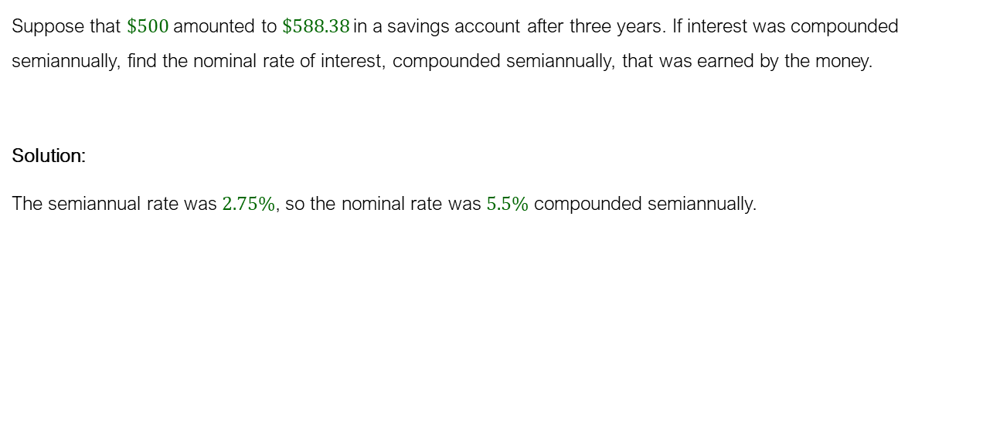 Suppose that $500 amounted to $588.38 in a savings account after three years. If interest was compounded
semiannually, find the nominal rate of interest, compounded semiannually, that was earned by the money.
Solution:
The semiannual rate was 2.75%, so the nominal rate was 5.5% compounded semiannually.